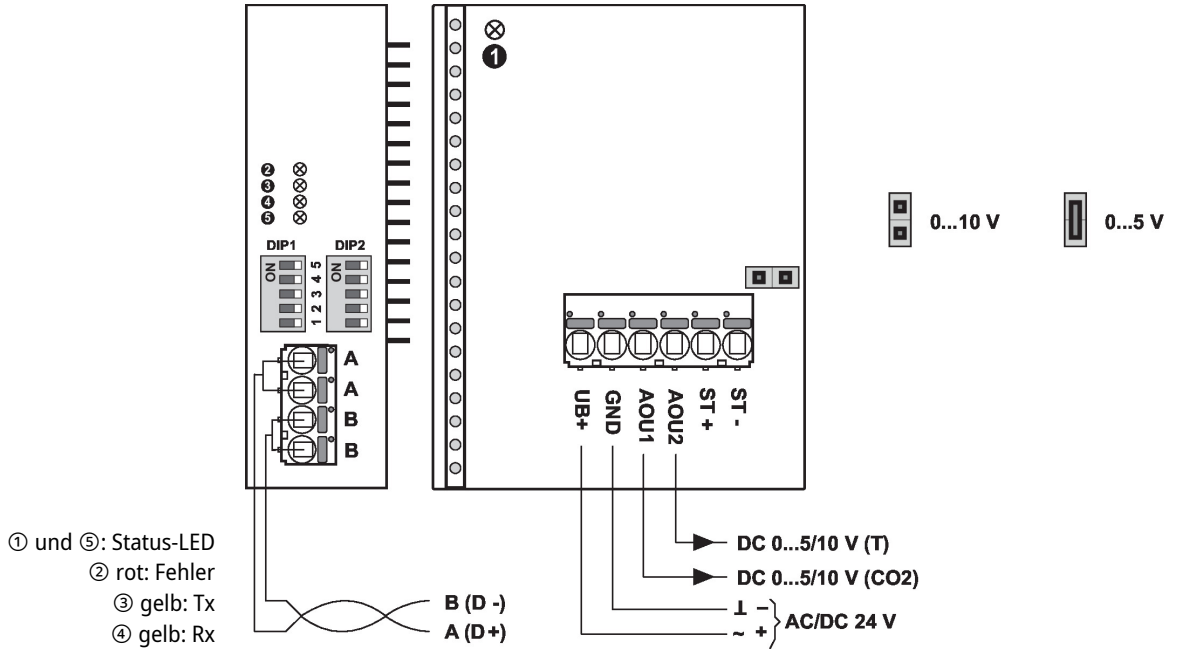 ❶
❷
❸
❹
❺
DIP1 DIP2
ON ON
1 2 3 4 5
A
A
B
B
0...10 V
0...5 V
UB+
GND
AOU1
AOU2
ST +
ST -
① und ⑤: Status-LED
② rot: Fehler
③ gelb: Tx
④ gelb: Rx
B (D -)
A (D+)
DC 0...5/10 V (T)
DC 0...5/10 V (CO2)
⊥ −
~ +
AC/DC 24 V